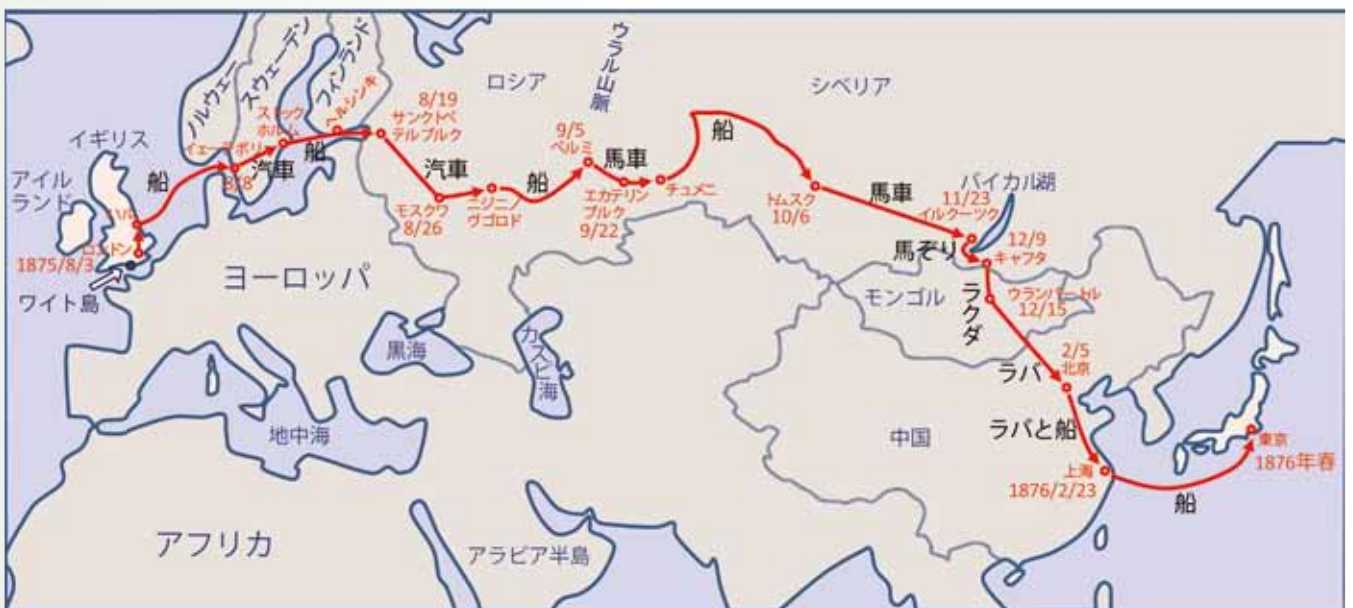 イギリス
アイル
ランド
船
ハル
ロンドン
1875/8/3
ワイト島
ノルウェー
スウェーデン
フィンランド
イェーテボリ
8/8
汽車
ストック
ホルム
船
ヘルシンキ
8/19
サンクトペ
テルブルク
ロシア
汽車
モスクワ
8/26
ニジニノ
ヴゴロド
船
9/5
ペルミ
ウラル山脈
馬車
エカテリン
ブルク
9/22
チュメニ
シベリア
船
トムスク
10/6
馬車
バイカル湖
11/23
イルクーツク
馬ぞり
12/9
キャフタ
モンゴル
ラクダ
ウランバートル
12/15
ラバ
2/5
北京
中国
ラバと船
上海
1876/2/23
船
東京
1876年春
ヨーロッパ
黒海
カスピ海
地中海
アフリカ
アラビア半島